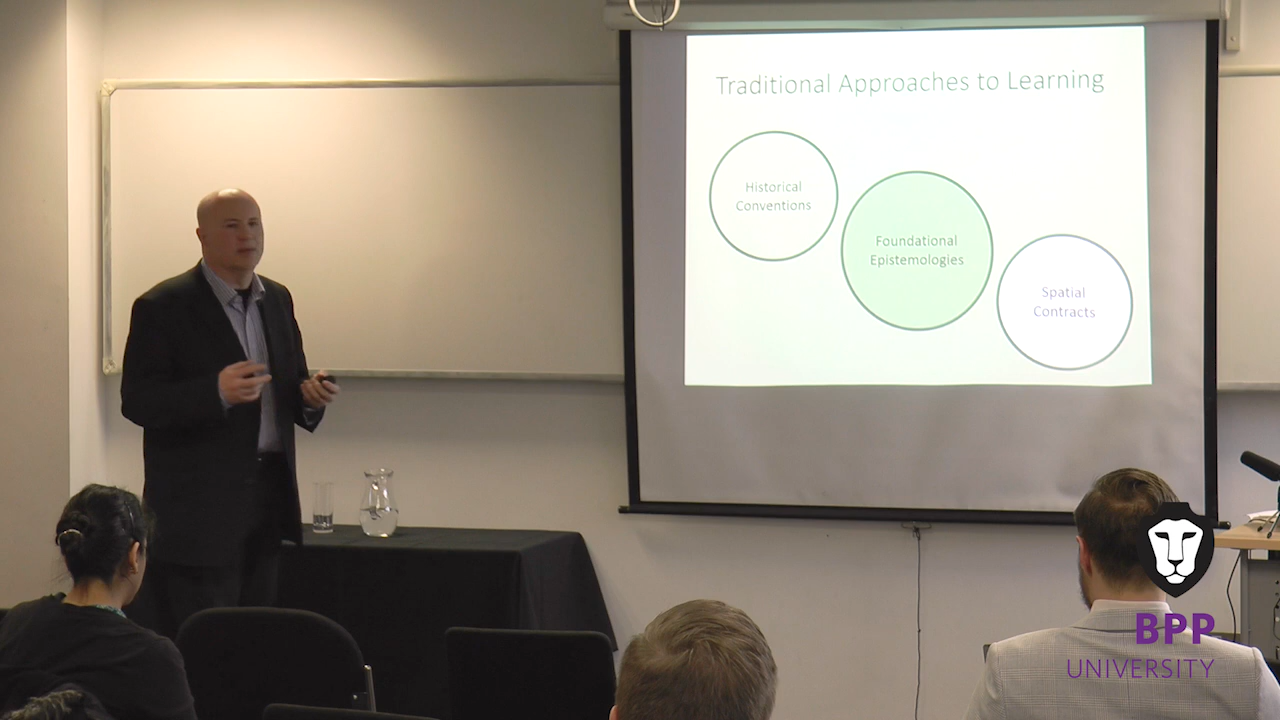 Traditional Approaches to Learning
Historical
Conventions
Foundational
Epistemologies
Spatial
Contracts
BPP
UNIVERSITY